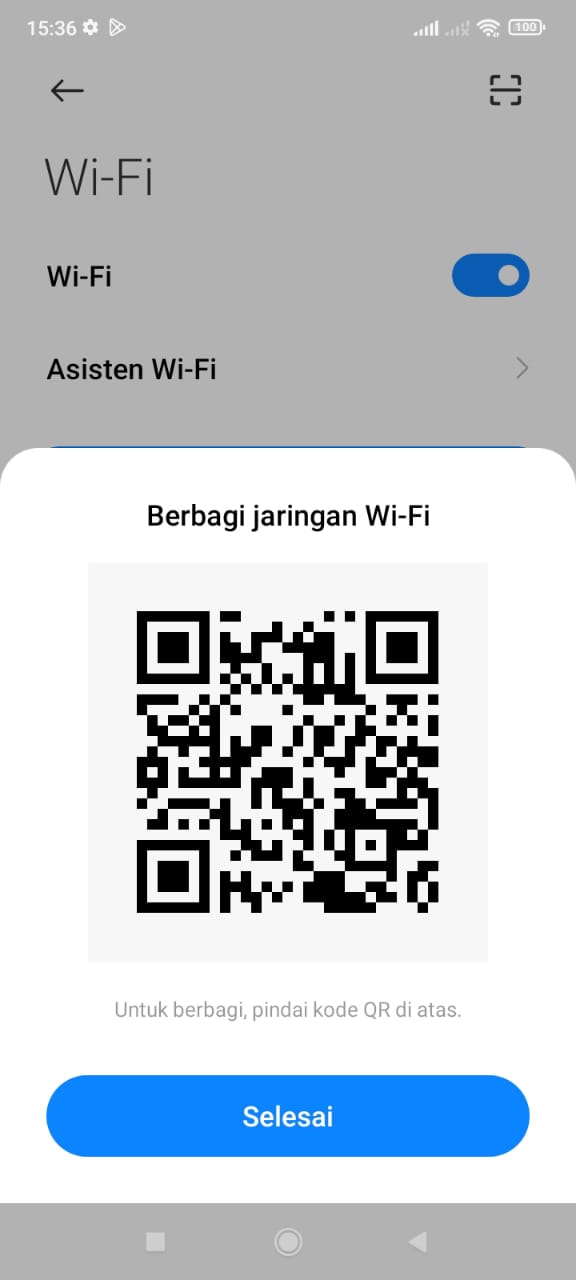 15:36
100
Wi-Fi
Wi-Fi
Asisten Wi-Fi
Berbagi jaringan Wi-Fi
Untuk berbagi, pindai kode QR di atas.
Selesai